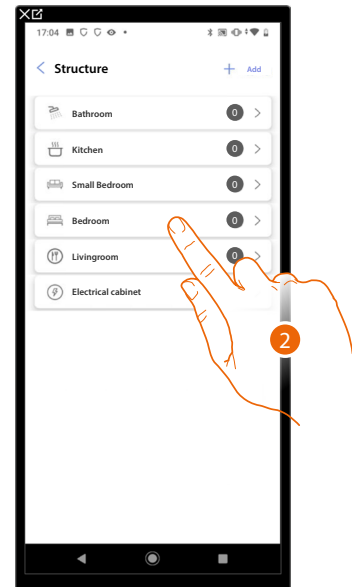 17:04
Structure
Add
Bathroom
0
Kitchen
0
Small Bedroom
0
Bedroom
0
Livingroom
0
Electrical cabinet
2